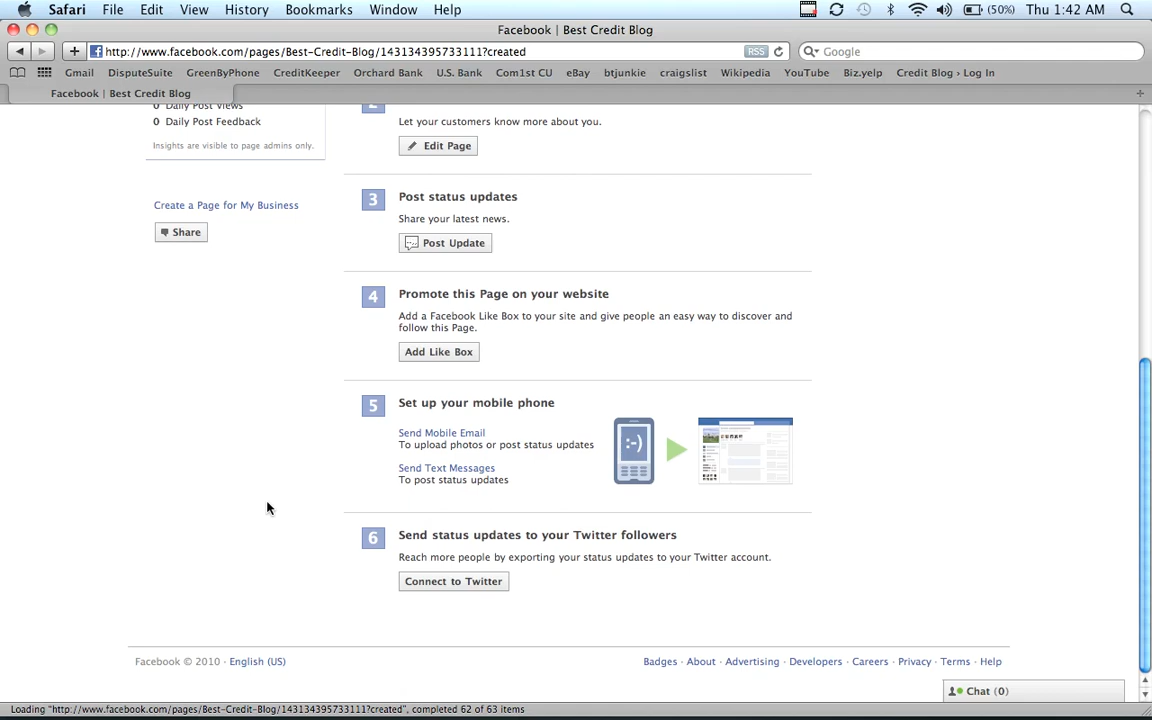 Safari File Edit View History Bookmarks Window Help (50%) Thu 1:42 AM
Facebook | Best Credit Blog
http://www.facebook.com/pages/Best-Credit-Blog/143134395733111?created RSS Google
Gmail DisputeSuite GreenByPhone CreditKeeper Orchard Bank U.S. Bank Com1st CU eBay btjunkie craigslist Wikipedia YouTube Biz.yelp Credit Blog › Log In
Facebook | Best Credit Blog
0 Daily Post Views
0 Daily Post Feedback
Insights are visible to page admins only.
Create a Page for My Business
Share
2
Let your customers know more about you.
Edit Page
3 Post status updates
Share your latest news.
Post Update
4 Promote this Page on your website
Add a Facebook Like Box to your site and give people an easy way to discover and
follow this Page.
Add Like Box
5 Set up your mobile phone
Send Mobile Email
To upload photos or post status updates
Send Text Messages
To post status updates
:-)
6 Send status updates to your Twitter followers
Reach more people by exporting your status updates to your Twitter account.
Connect to Twitter
Facebook © 2010 · English (US) Badges · About · Advertising · Developers · Careers · Privacy · Terms · Help
Chat (0)
Loading "http://www.facebook.com/pages/Best-Credit-Blog/143134395733111?created", completed 62 of 63 items